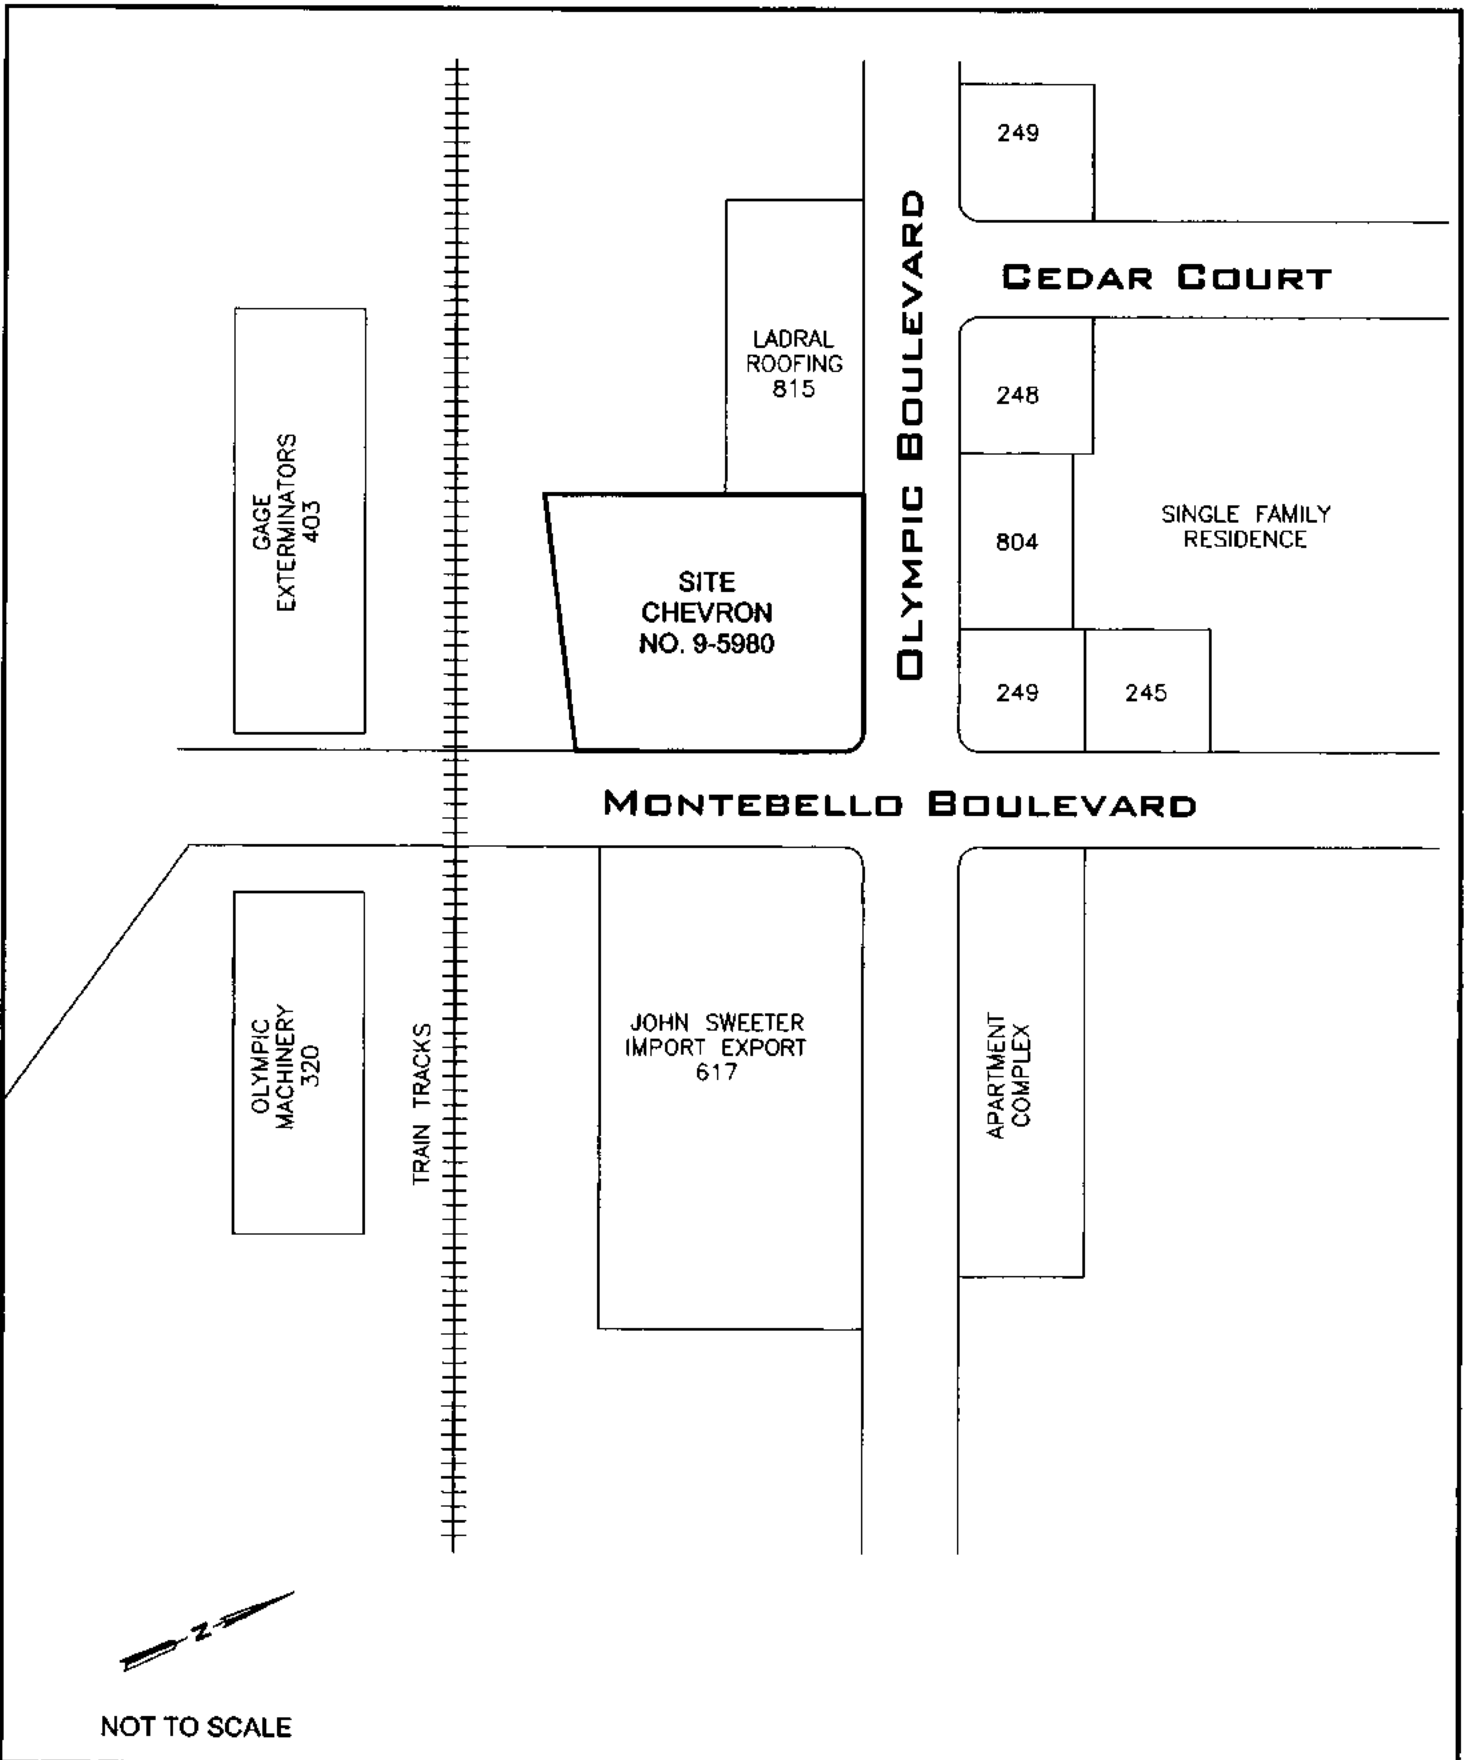 249
CEDAR COURT
OLYMPIC BOULEVARD
LADRAL
ROOFING
815
248
GAGE
EXTERMINATORS
403
SINGLE FAMILY
RESIDENCE
804
SITE
CHEVRON
NO. 9-5980
249
245
MONTEBELLO BOULEVARD
OLYMPIC
MACHINERY
320
TRAIN TRACKS
JOHN SWEETER
IMPORT EXPORT
617
APARTMENT
COMPLEX
N
NOT TO SCALE